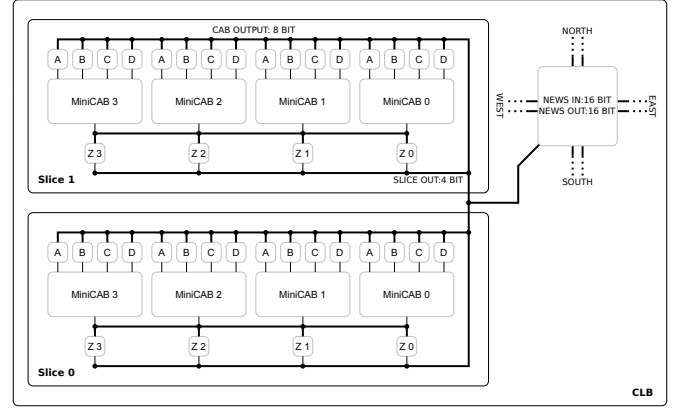 CAB OUTPUT: 8 BIT
A B C D A B C D A B C D A B C D
MiniCAB 3 MiniCAB 2 MiniCAB 1 MiniCAB 0
Z 3 Z 2 Z 1 Z 0
Slice 1
SLICE OUT:4 BIT
NORTH
WEST
NEWS IN:16 BIT
NEWS OUT:16 BIT
EAST
SOUTH
A B C D A B C D A B C D A B C D
MiniCAB 3 MiniCAB 2 MiniCAB 1 MiniCAB 0
Z 3 Z 2 Z 1 Z 0
Slice 0
CLB